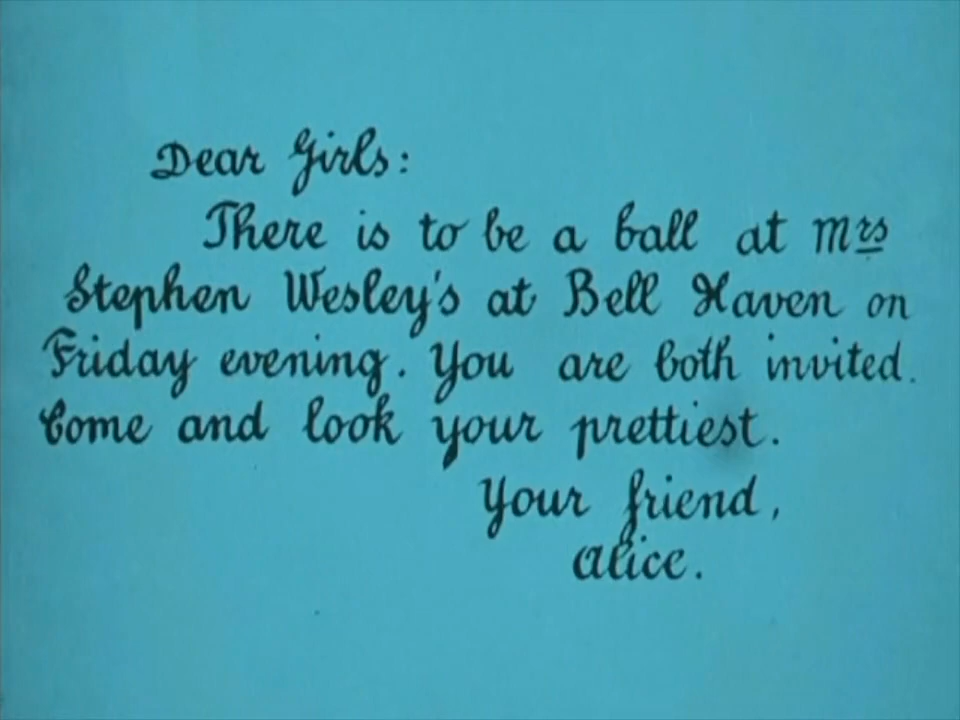 Dear Girls:
There is to be a ball at Mrs
Stephen Wesley's at Bell Haven on
Friday evening. You are both invited.
Come and look your prettiest.
Your friend,
Alice.